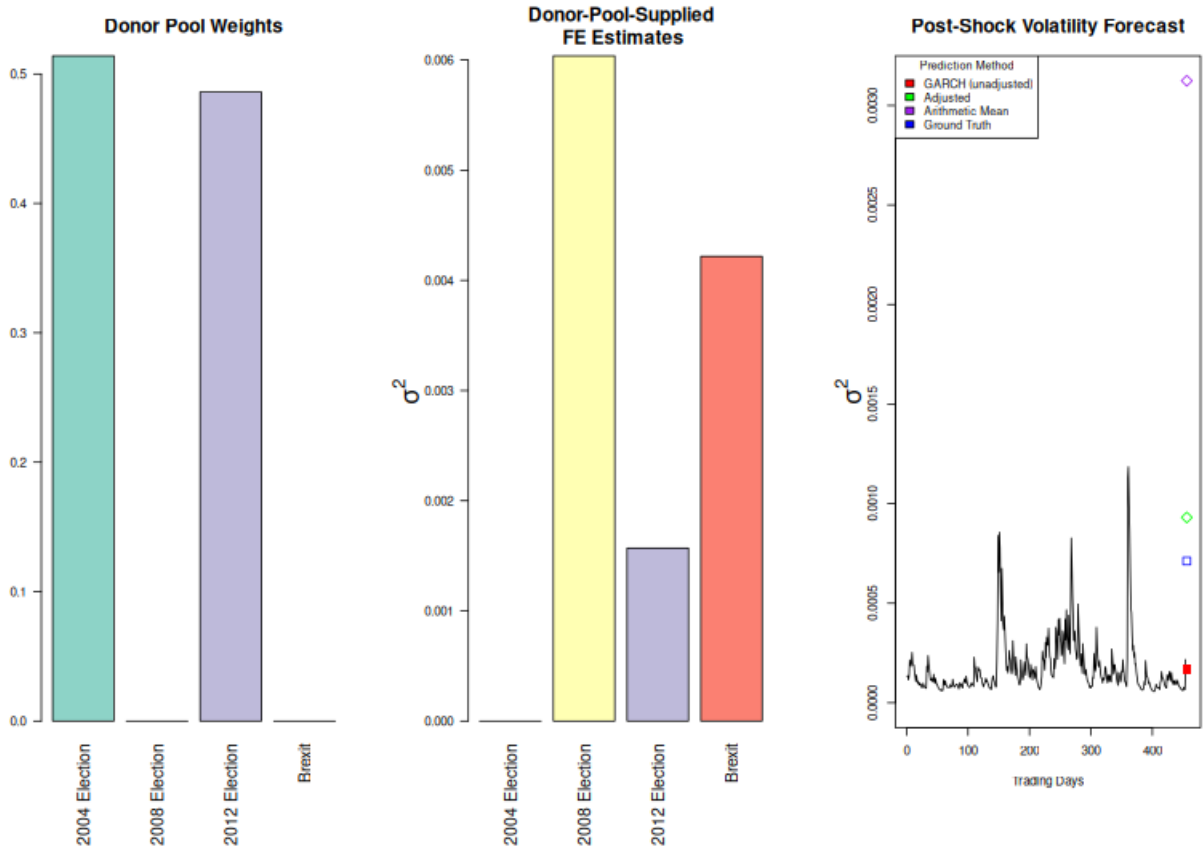 Donor Pool Weights
0.5
0.4
0.3
0.2
0.1
0.0
2004 Election
2008 Election
2012 Election
Brexit
Donor-Pool-Supplied
FE Estimates
σ2
0.006
0.005
0.004
0.003
0.002
0.001
0.000
2004 Election
2008 Election
2012 Election
Brexit
Post-Shock Volatility Forecast
Prediction Method
GARCH (unadjusted)
Adjusted
Arithmetic Mean
Ground Truth
σ2
0.0030
0.0025
0.0020
0.0015
0.0010
0.0005
0.0000
0
100
200
300
400
Trading Days